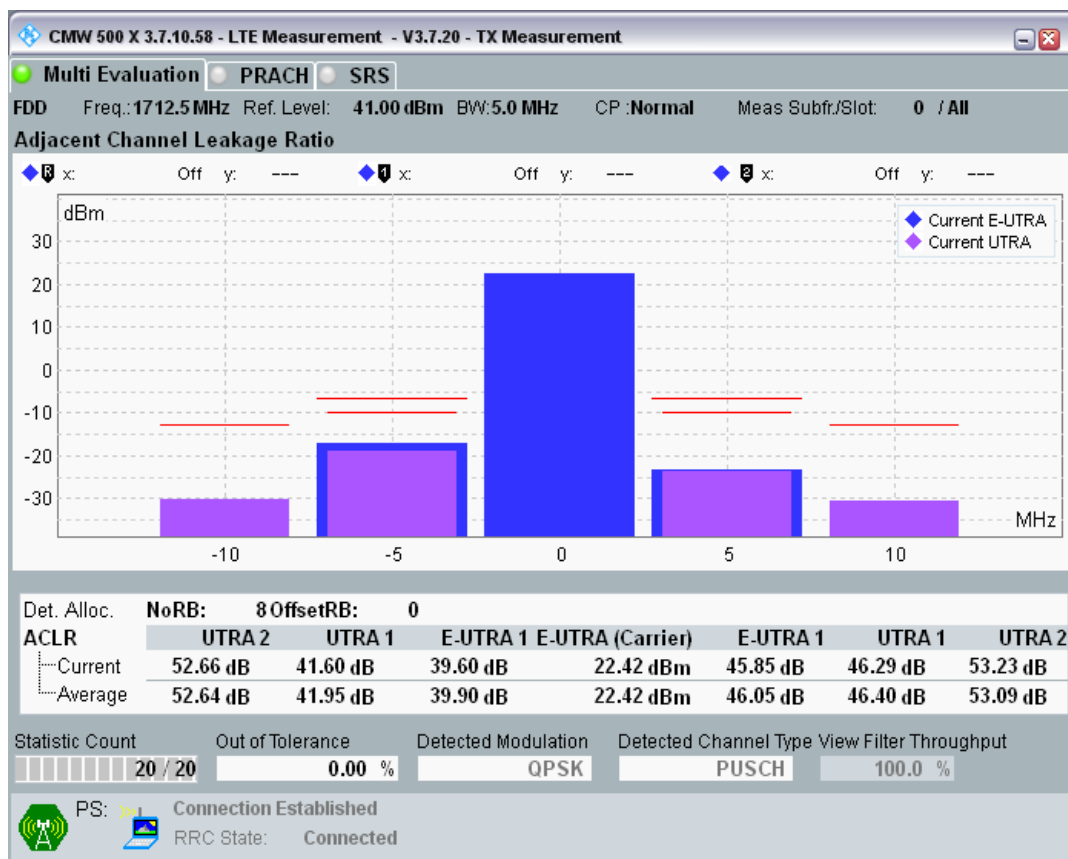 CMW 500 X 3.7.10.58 - LTE Measurement - V3.7.20 - TX Measurement
Multi Evaluation PRACH SRS
FDD Freq.: 1712.5 MHz Ref. Level: 41.00 dBm BW: 5.0 MHz CP : Normal Meas Subfr./Slot: 0 / All
Adjacent Channel Leakage Ratio
R x: Off y: --- 1 x: Off y: --- 2 x: Off y: ---
dBm
Current E-UTRA
Current UTRA
30
20
10
0
-10
-20
-30
MHz
-10 -5 0 5 10
Det. Alloc. NoRB: 8 OffsetRB: 0
ACLR UTRA 2 UTRA 1 E-UTRA 1 E-UTRA (Carrier) E-UTRA 1 UTRA 1 UTRA 2
Current 52.66 dB 41.60 dB 39.60 dB 22.42 dBm 45.85 dB 46.29 dB 53.23 dB
Average 52.64 dB 41.95 dB 39.90 dB 22.42 dBm 46.05 dB 46.40 dB 53.09 dB
Statistic Count Out of Tolerance Detected Modulation Detected Channel Type View Filter Throughput
20 / 20 0.00 % QPSK PUSCH 100.0 %
PS: Connection Established
RRC State: Connected